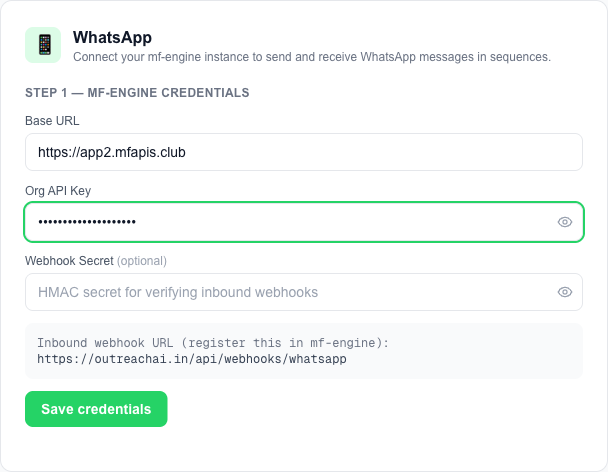 WhatsApp
Connect your mf-engine instance to send and receive WhatsApp messages in sequences.
STEP 1 — MF-ENGINE CREDENTIALS
Base URL
https://app2.mfapis.club
Org API Key
••••••••••••••••••••
Webhook Secret (optional)
HMAC secret for verifying inbound webhooks
Inbound webhook URL (register this in mf-engine):
https://outreachai.in/api/webhooks/whatsapp
Save credentials